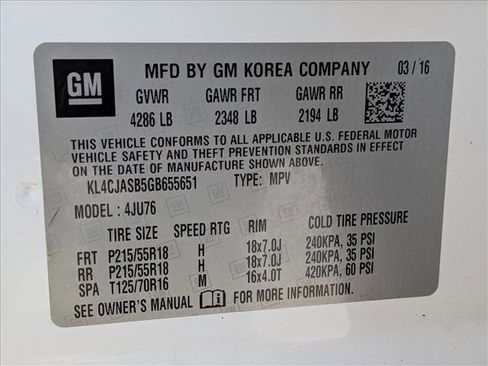 GM
MFD BY GM KOREA COMPANY 03/16
GVWR GAWR FRT GAWR RR
4286 LB 2348 LB 2194 LB
THIS VEHICLE CONFORMS TO ALL APPLICABLE U.S. FEDERAL MOTOR
VEHICLE SAFETY AND THEFT PREVENTION STANDARDS IN EFFECT
ON THE DATE OF MANUFACTURE SHOWN ABOVE.
KL4CJASB5GB655651 TYPE: MPV
MODEL : 4JU76
TIRE SIZE SPEED RTG RIM COLD TIRE PRESSURE
FRT P215/55R18 H 18x7.0J 240KPA, 35 PSI
RR P215/55R18 H 18x7.0J 240KPA, 35 PSI
SPA T125/70R16 M 16x4.0T 420KPA, 60 PSI
SEE OWNER'S MANUAL FOR MORE INFORMATION